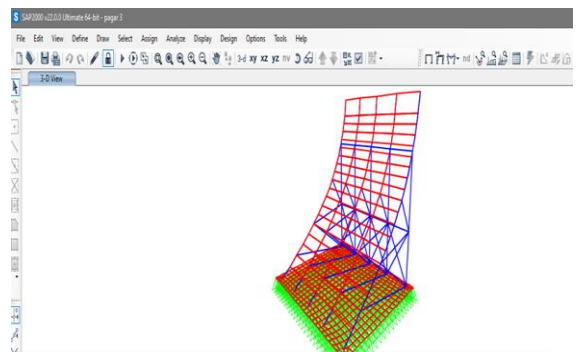 S SAP2000 v22.0.0 Ultimate 64-bit - pagar 3
File Edit View Define Draw Select Assign Analyze Display Design Options Tools Help
3-d xy xz yz nv nd
3-D View